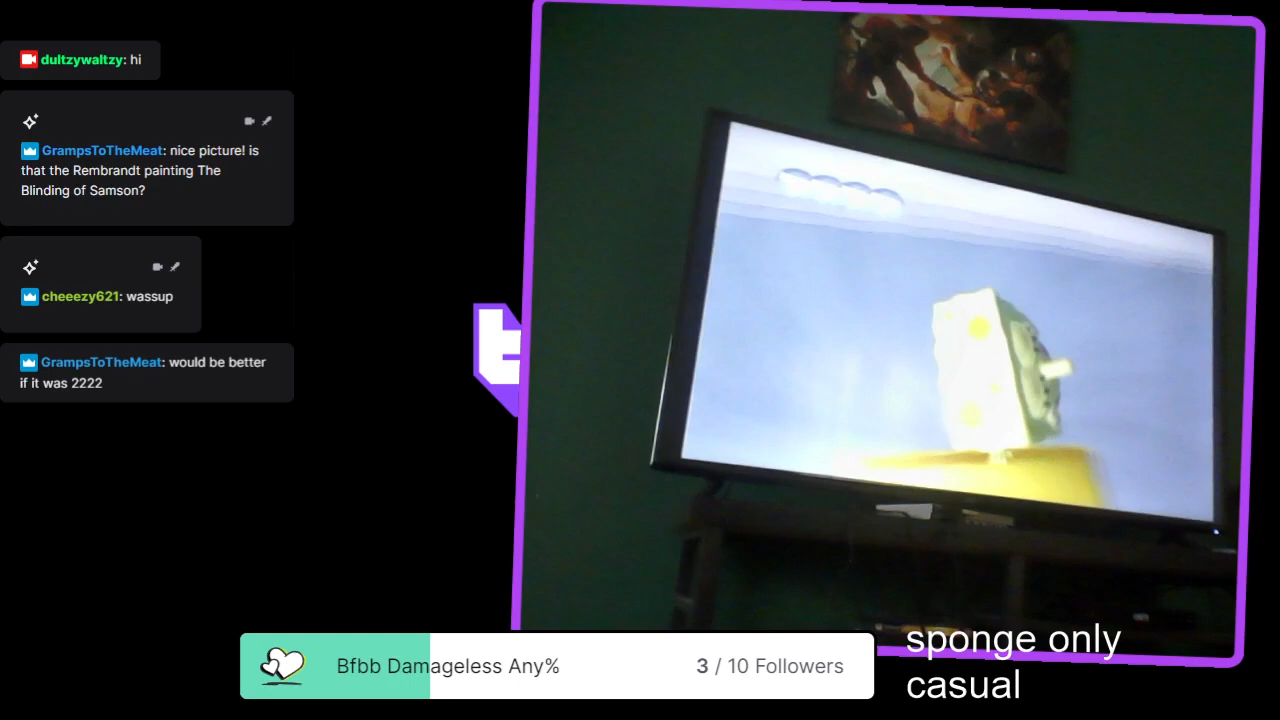 dultzywaltzy: hi
GrampsToTheMeat: nice picture! is
that the Rembrandt painting The
Blinding of Samson?
cheeezy621: wassup
GrampsToTheMeat: would be better
if it was 2222
Bfbb Damageless Any% 3 / 10 Followers
sponge only
casual